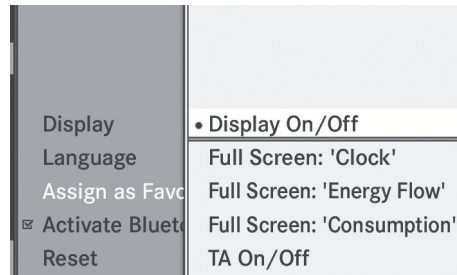 Display
Language
Assign as Favo
Activate Bluet
Reset
• Display On/Off
Full Screen: 'Clock'
Full Screen: 'Energy Flow'
Full Screen: 'Consumption'
TA On/Off